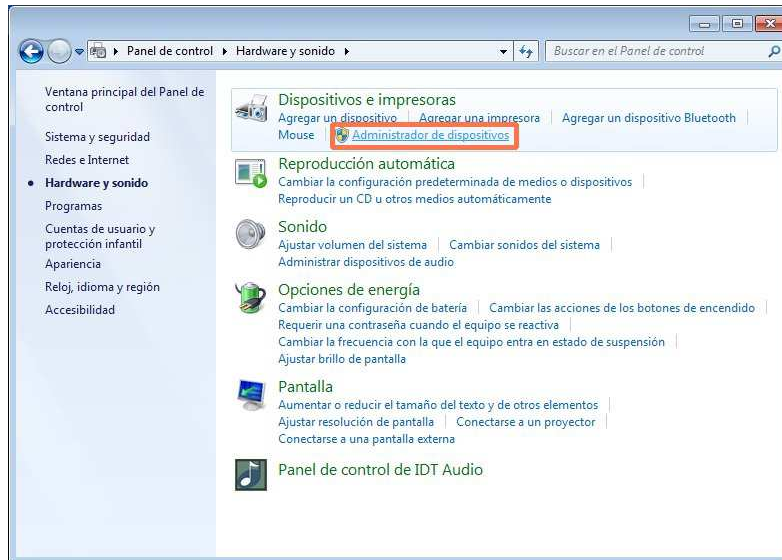 Panel de control Hardware y sonido
Buscar en el Panel de control
Ventana principal del Panel de
control
Sistema y seguridad
Redes e Internet
Hardware y sonido
Programas
Cuentas de usuario y
protección infantil
Apariencia
Reloj, idioma y región
Accesibilidad
Dispositivos e impresoras
Agregar un dispositivo Agregar una impresora Agregar un dispositivo Bluetooth
Mouse Administrador de dispositivos
Reproducción automática
Cambiar la configuración predeterminada de medios o dispositivos
Reproducir un CD u otros medios automáticamente
Sonido
Ajustar volumen del sistema Cambiar sonidos del sistema
Administrar dispositivos de audio
Opciones de energía
Cambiar la configuración de batería Cambiar las acciones de los botones de encendido
Requerir una contraseña cuando el equipo se reactiva
Cambiar la frecuencia con la que el equipo entra en estado de suspensión
Ajustar brillo de pantalla
Pantalla
Aumentar o reducir el tamaño del texto y de otros elementos
Ajustar resolución de pantalla Conectarse a un proyector
Conectarse a una pantalla externa
Panel de control de IDT Audio